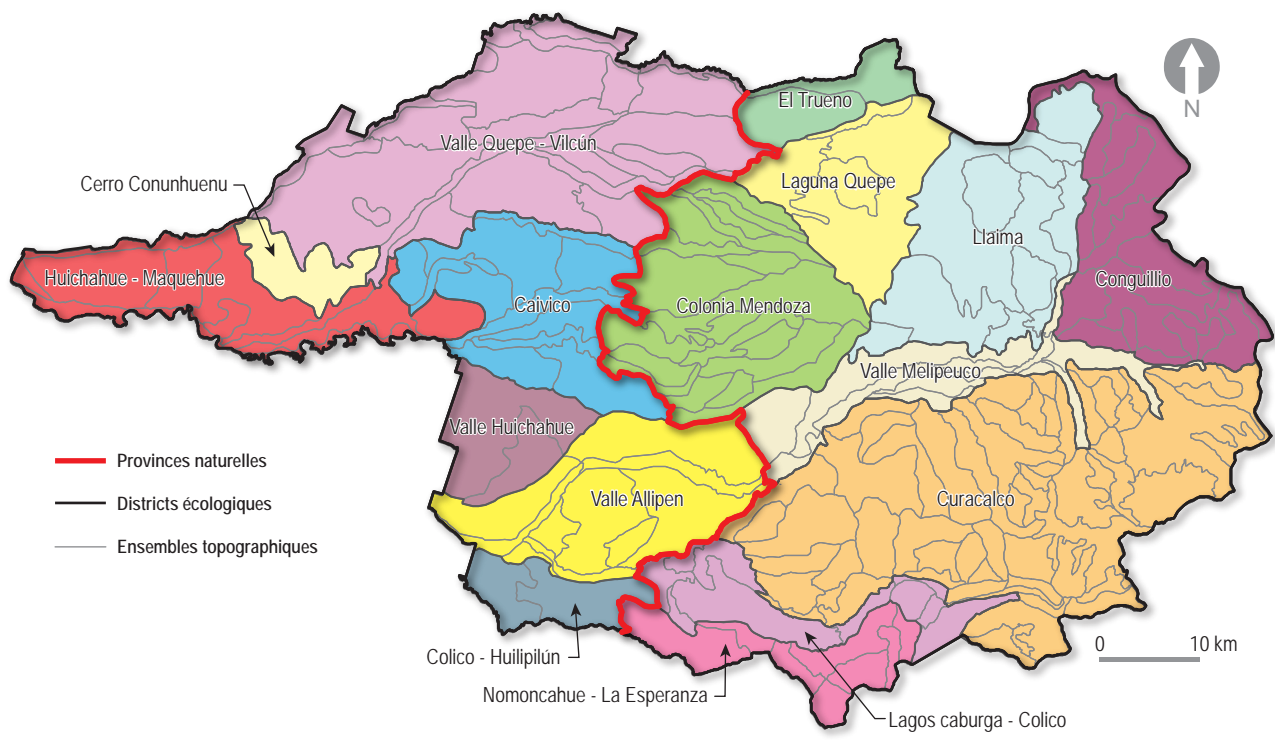 El Trueno
N
Valle Quepe - Vilcún
Cerro Conunhuenu
Laguna Quepe
Llaima
Huichahue - Maquehue
Conguillio
Caivico
Colonia Mendoza
Valle Melipeuco
Valle Huichahue
Provinces naturelles
Valle Allipen
Curacalco
Districts écologiques
Ensembles topographiques
0 10 km
Colico - Huilipilún
Nomoncahue - La Esperanza
Lagos caburga - Colico